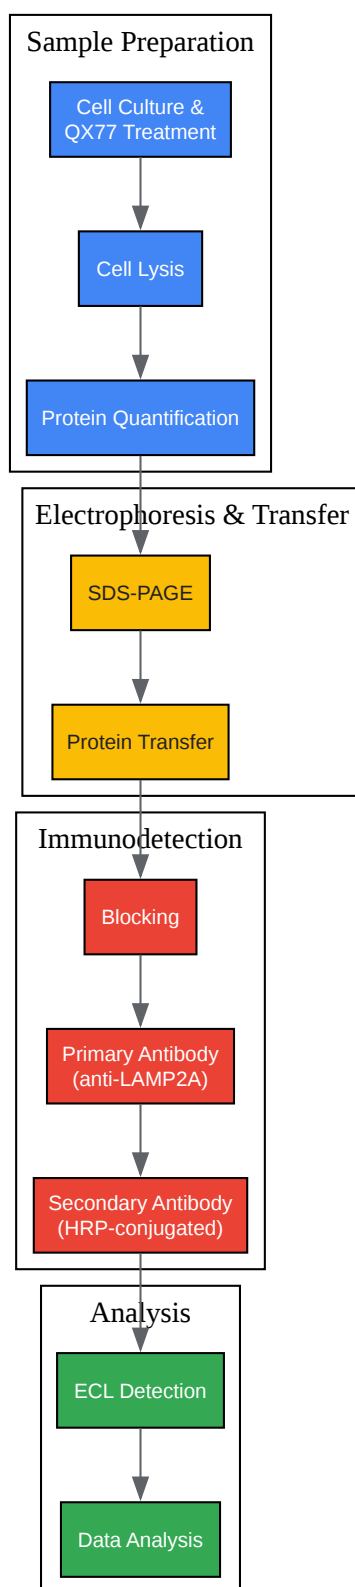 Sample Preparation
Cell Culture &
QX77 Treatment
Cell Lysis
Protein Quantification
Electrophoresis & Transfer
SDS-PAGE
Protein Transfer
Immunodetection
Blocking
Primary Antibody
(anti-LAMP2A)
Secondary Antibody
(HRP-conjugated)
Analysis
ECL Detection
Data Analysis